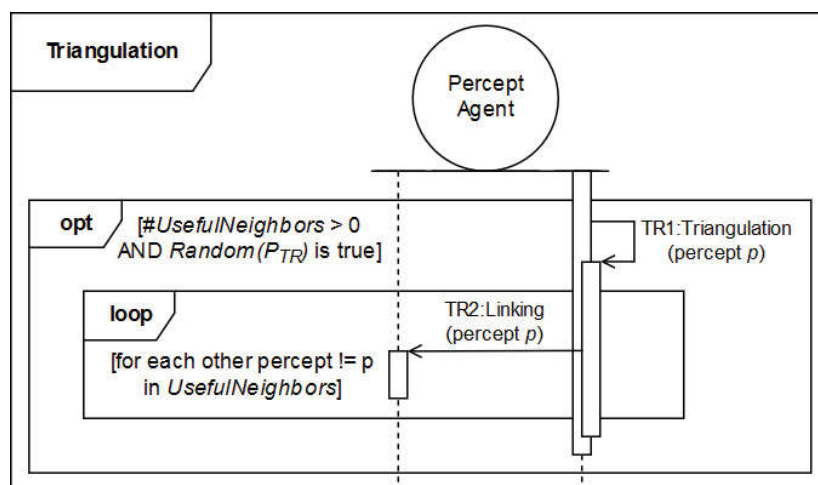 Triangulation
Percept
Agent
opt
[#UsefulNeighbors > 0
AND Random(PTR) is true]
TR1:Triangulation
(percept p)
loop
TR2:Linking
(percept p)
[for each other percept != p
in UsefulNeighbors]